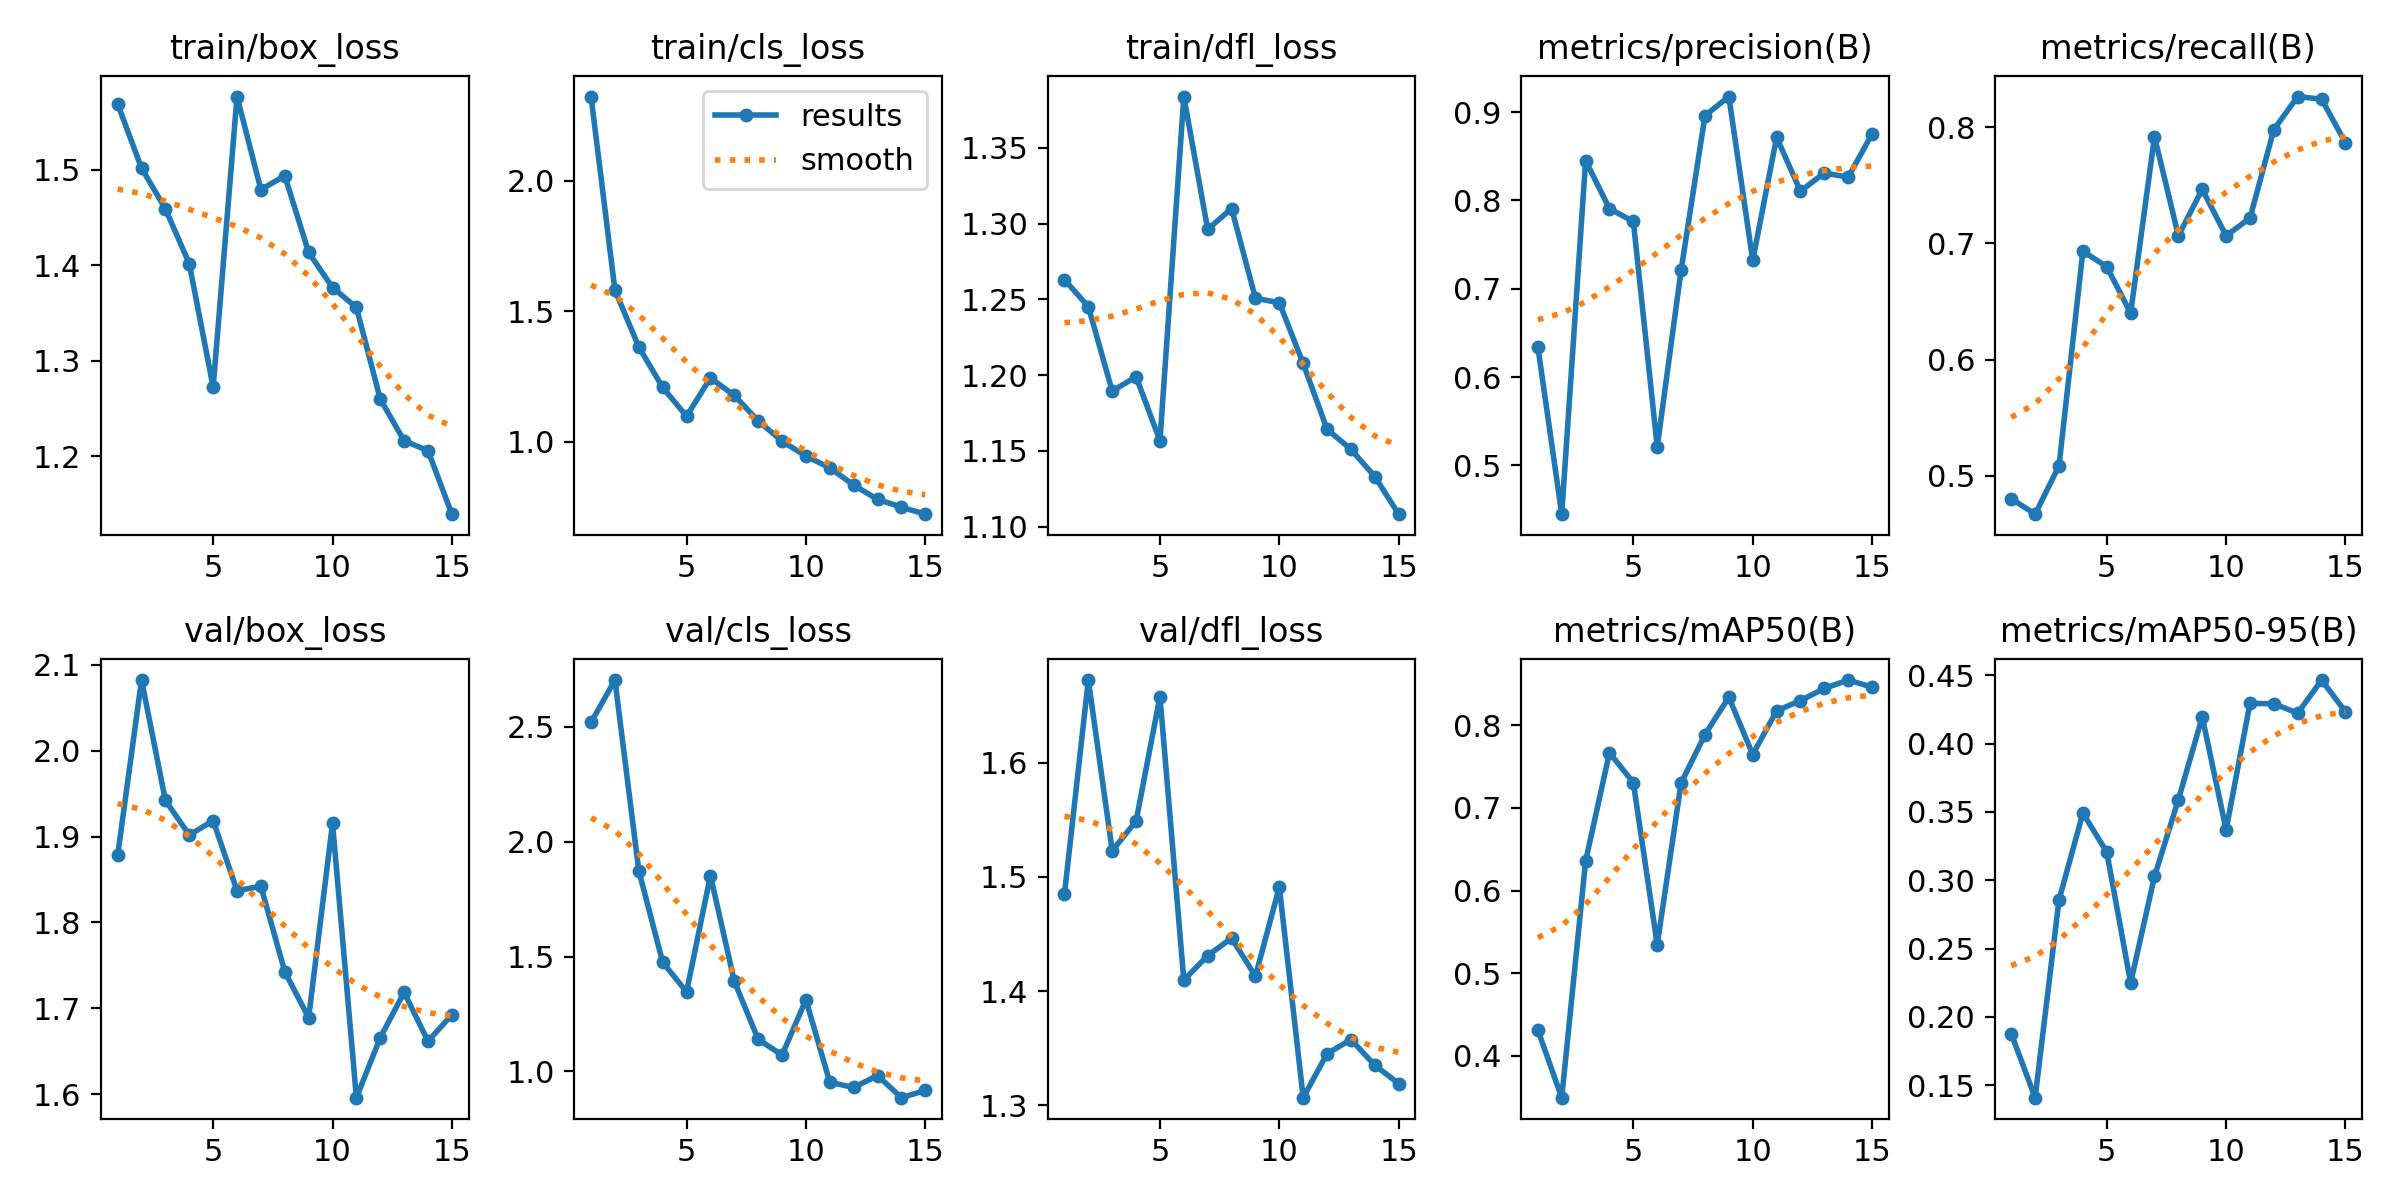 train/box_loss
1.5
1.4
1.3
1.2
5 10 15
train/cls_loss
results
smooth
2.0
1.5
1.0
5 10 15
train/dfl_loss
1.35
1.30
1.25
1.20
1.15
1.10
5 10 15
metrics/precision(B)
0.9
0.8
0.7
0.6
0.5
5 10 15
metrics/recall(B)
0.8
0.7
0.6
0.5
5 10 15
val/box_loss
2.1
2.0
1.9
1.8
1.7
1.6
5 10 15
val/cls_loss
2.5
2.0
1.5
1.0
5 10 15
val/dfl_loss
1.6
1.5
1.4
1.3
5 10 15
metrics/mAP50(B)
0.8
0.7
0.6
0.5
0.4
5 10 15
metrics/mAP50-95(B)
0.45
0.40
0.35
0.30
0.25
0.20
0.15
5 10 15